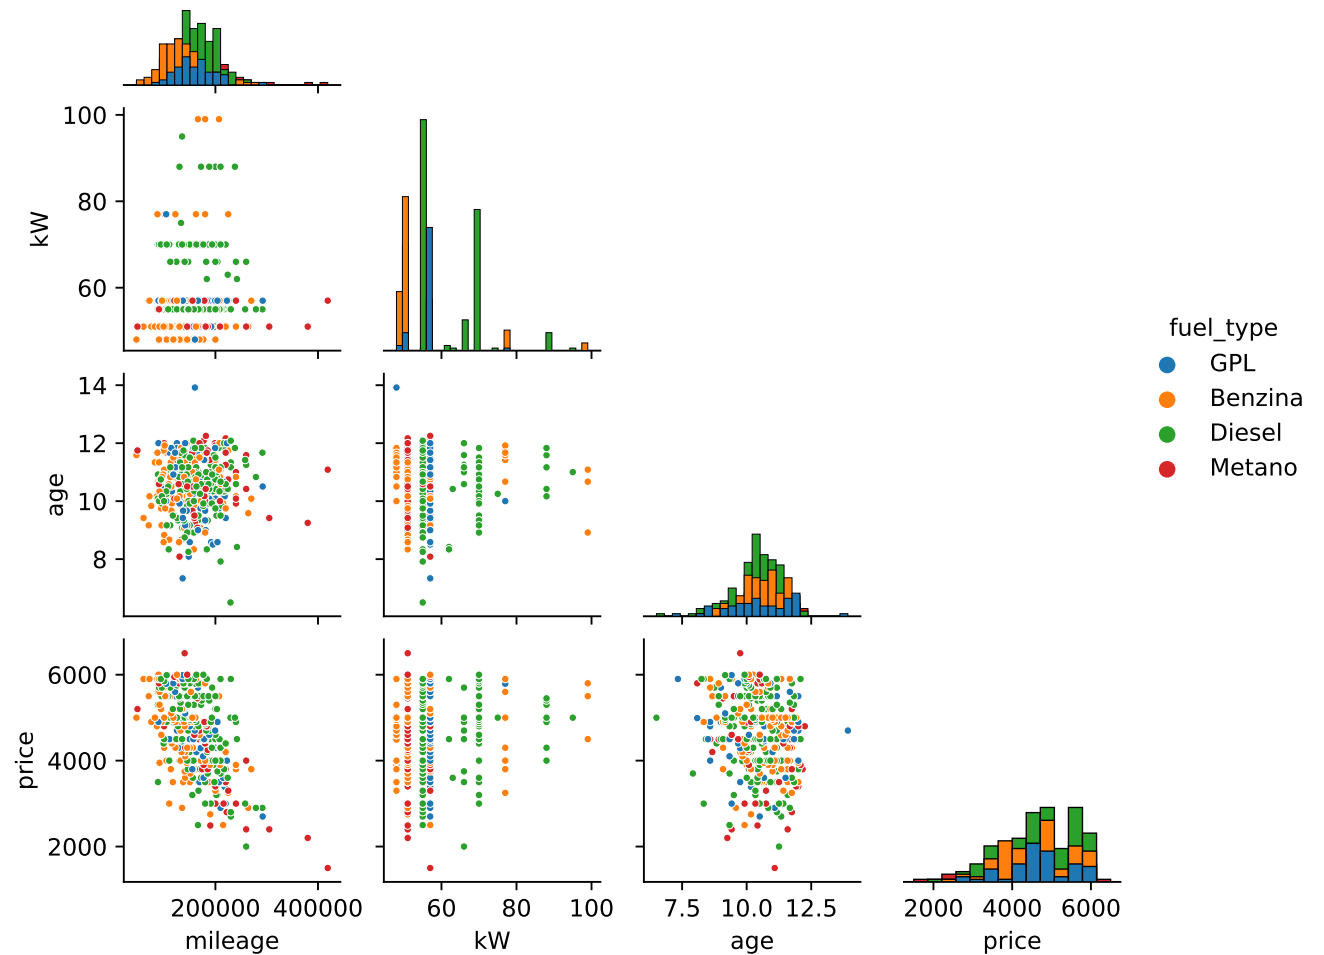 100
80
60
kW
14
12
10
8
age
6000
4000
2000
price
200000 400000
mileage
60 80 100
kW
7.5 10.0 12.5
age
2000 4000 6000
price
fuel_type
GPL
Benzina
Diesel
Metano